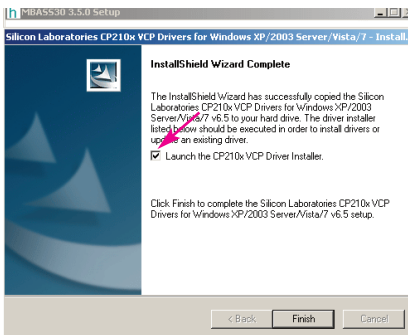 MBASS30 3.5.0 Setup
Silicon Laboratories CP210x VCP Drivers for Windows XP/2003 Server/Vista/7 - Install.
InstallShield Wizard Complete
The InstallShield Wizard has successfully copied the Silicon
Laboratories CP210x VCP Drivers for Windows XP/2003
Server/Vista/7 v6.5 to your hard drive. The driver installer
listed below should be executed in order to install drivers or
update an existing driver.
Launch the CP210x VCP Driver Installer.
Click Finish to complete the Silicon Laboratories CP210x VCP
Drivers for Windows XP/2003 Server/Vista/7 v6.5 setup.
< Back Finish Cancel